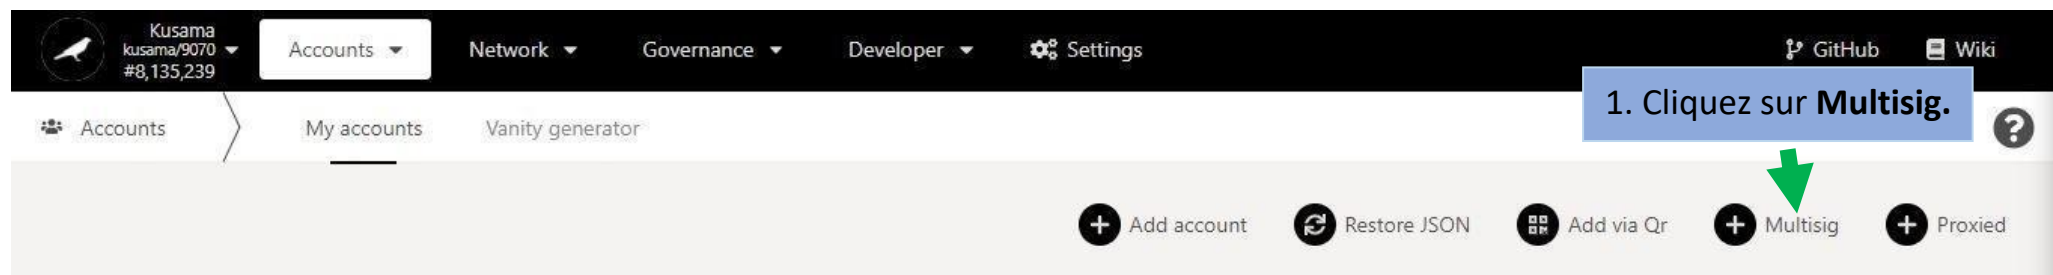 Kusama
kusama/9070
#8,135,239
Accounts
Network
Governance
Developer
Settings
GitHub
Wiki
Accounts
My accounts
Vanity generator
1. Cliquez sur Multisig.
?
Add account
Restore JSON
Add via Qr
Multisig
Proxied